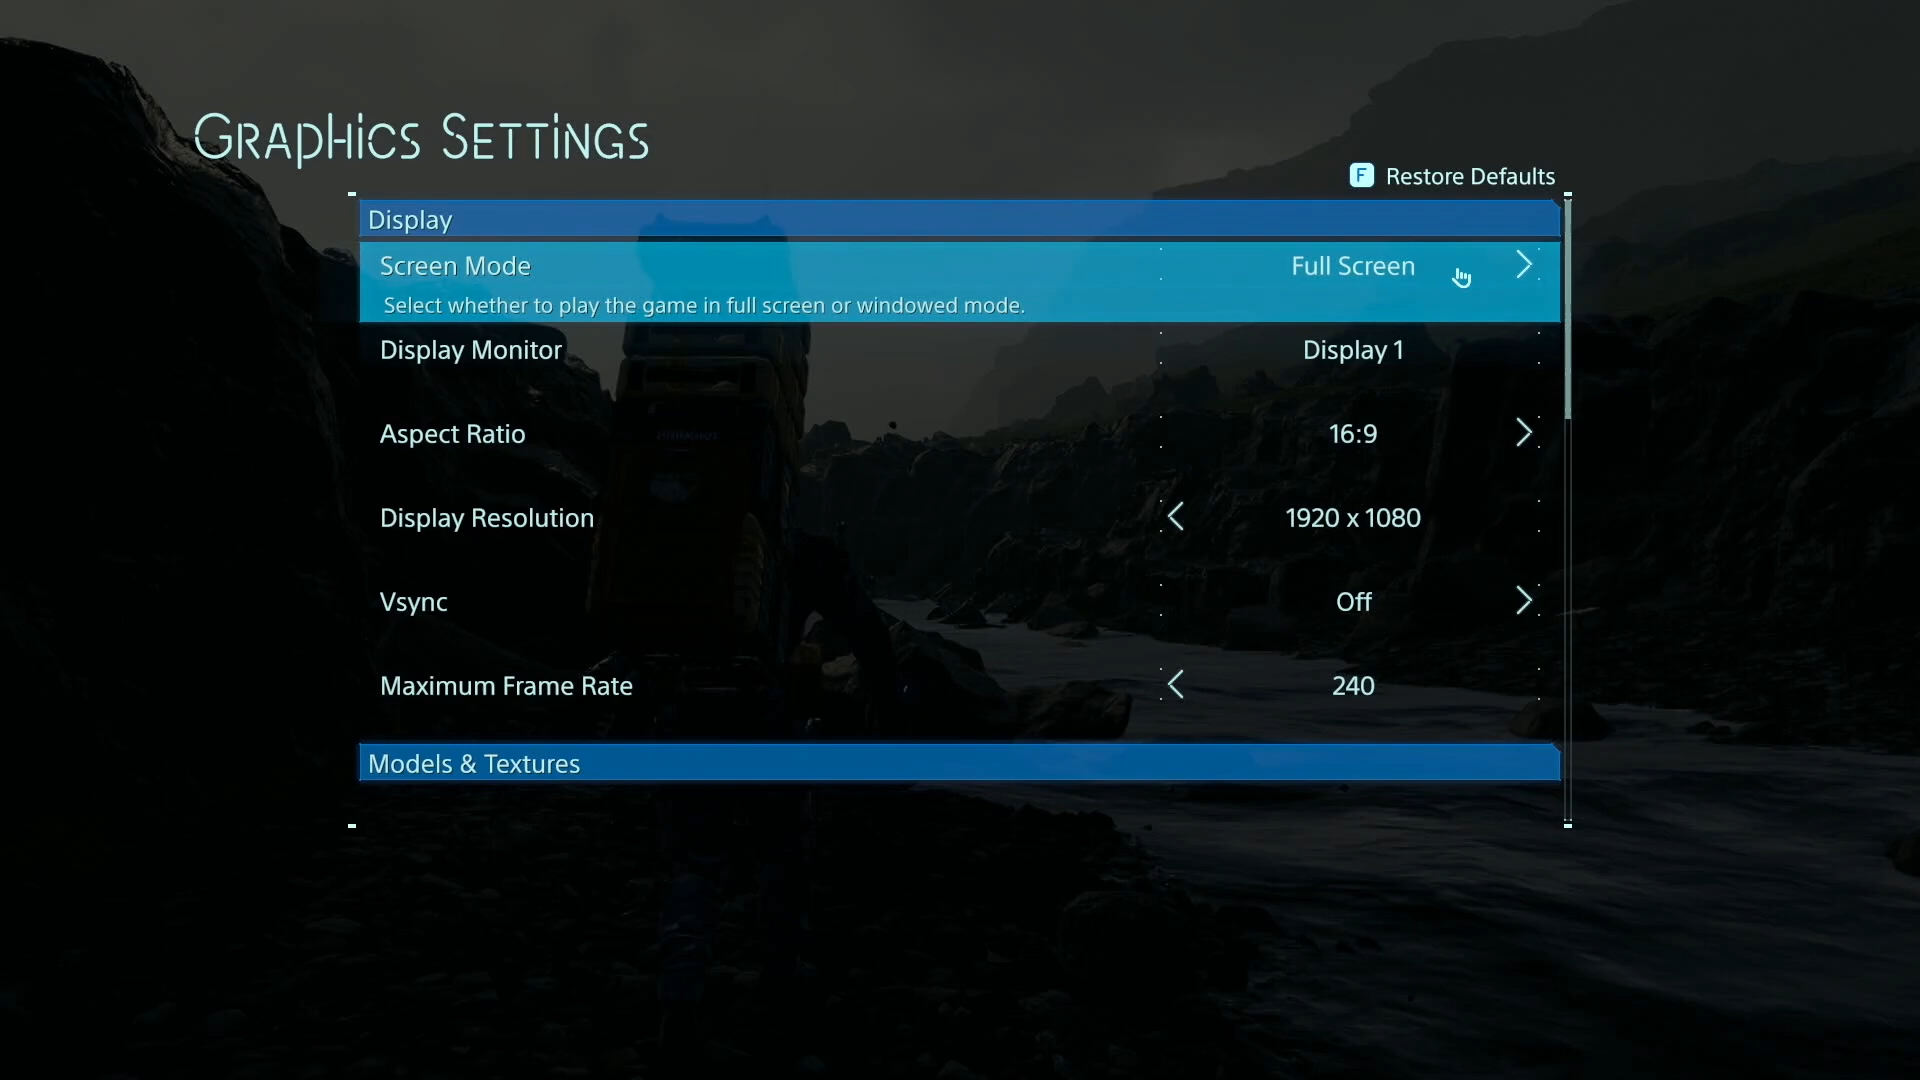 Graphics Settings
F Restore Defaults
Display
Screen Mode Full Screen
Select whether to play the game in full screen or windowed mode.
Display Monitor Display 1
Aspect Ratio 16:9
Display Resolution 1920 x 1080
Vsync Off
Maximum Frame Rate 240
Models & Textures